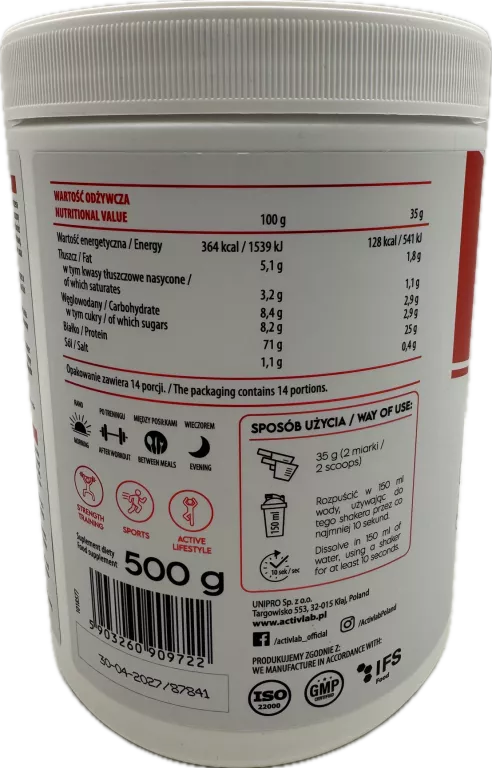 WARTOŚĆ ODŻYWCZA
NUTRITIONAL VALUE 100 g 35 g
Wartość energetyczna / Energy 364 kcal / 1539 kJ 128 kcal / 541 kJ
Tłuszcz / Fat 5,1 g 1,8 g
w tym kwasy tłuszczowe nasycone /
of which saturates 3,2 g 1,1 g
Węglowodany / Carbohydrate 8,4 g 2,9 g
w tym cukry / of which sugars 8,2 g 2,9 g
Białko / Protein 71 g 25 g
Sól / Salt 1,1 g 0,4 g
Opakowanie zawiera 14 porcji. / The packaging contains 14 portions.
RANO PO TRENINGU MIĘDZY POSIŁKAMI WIECZOREM
MORNING AFTER WORKOUT BETWEEN MEALS EVENING
STRENGTH
TRAINING
SPORTS
ACTIVE
LIFESTYLE
SPOSÓB UŻYCIA / WAY OF USE:
35 g (2 miarki /
2 scoops)
150 ml
Rozpuścić w 150 ml
wody, używając do
tego shakera przez co
najmniej 10 sekund.
Dissolve in 150 ml of
water, using a shaker
for at least 10 seconds.
10 sek / sec
Suplement diety
Food supplement
500 g
5903260 909722
30-04-2027/87841
UNIPRO Sp. z o.o.
Targowisko 553, 32-015 Kłaj, Poland
www.activlab.pl
/activlab_official
/ActivlabPoland
PRODUKUJEMY ZGODNIE Z:
WE MANUFACTURE IN ACCORDANCE WITH:
ISO
22000
GMP
CERTIFIED
IFS
Food